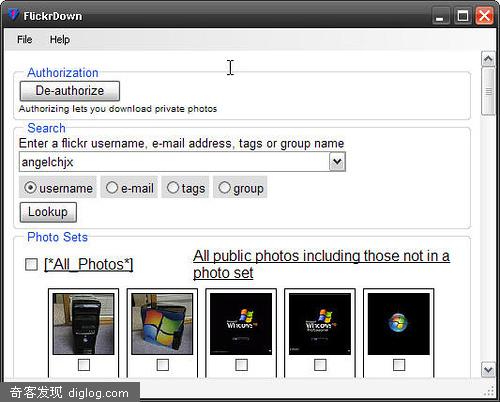 FlickrDown
File Help
Authorization
De-authorize
Authorizing lets you download private photos
Search
Enter a flickr username, e-mail address, tags or group name
angelchjx
username e-mail tags group
Lookup
Photo Sets
[*All_Photos*]
All public photos including those not in a
photo set
Windows xp
Windows xp
奇客发现 diglog.com